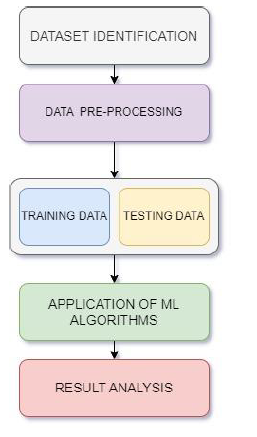 DATASET IDENTIFICATION
DATA PRE-PROCESSING
TRAINING DATA
TESTING DATA
APPLICATION OF ML
ALGORITHMS
RESULT ANALYSIS